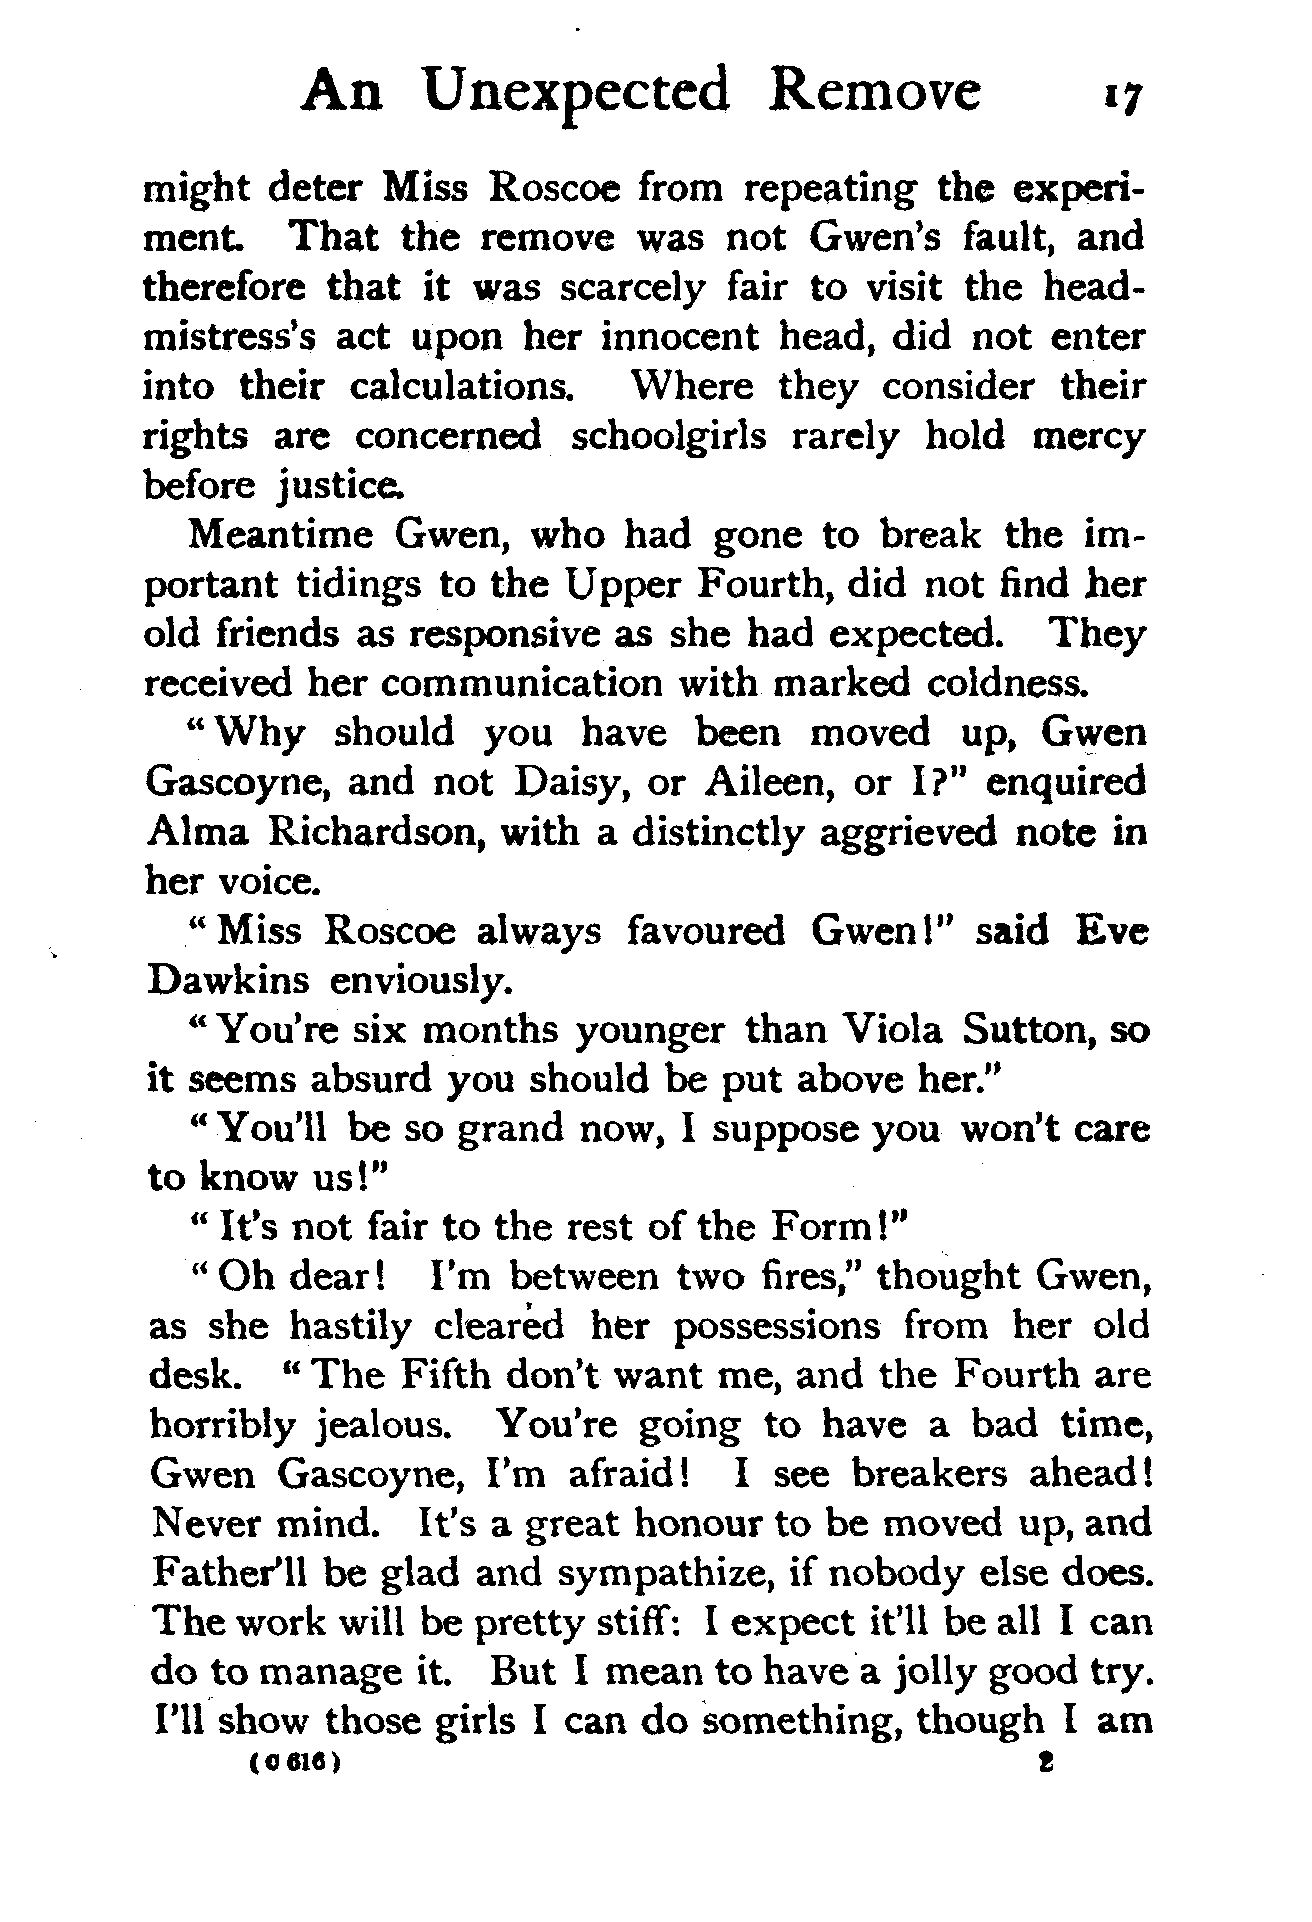 An Unexpected Remove 17
might deter Miss Roscoe from repeating the experi-
ment. That the remove was not Gwen's fault, and
therefore that it was scarcely fair to visit the head-
mistress's act upon her innocent head, did not enter
into their calculations. Where they consider their
rights are concerned schoolgirls rarely hold mercy
before justice.
Meantime Gwen, who had gone to break the im-
portant tidings to the Upper Fourth, did not find her
old friends as responsive as she had expected. They
received her communication with marked coldness.
"Why should you have been moved up, Gwen
Gascoyne, and not Daisy, or Aileen, or I?" enquired
Alma Richardson, with a distinctly aggrieved note in
her voice.
"Miss Roscoe always favoured Gwen!" said Eve
Dawkins enviously.
"You're six months younger than Viola Sutton, so
it seems absurd you should be put above her."
"You'll be so grand now, I suppose you won't care
to know us!"
"It's not fair to the rest of the Form!"
"Oh dear! I'm between two fires," thought Gwen,
as she hastily cleared her possessions from her old
desk. "The Fifth don't want me, and the Fourth are
horribly jealous. You're going to have a bad time,
Gwen Gascoyne, I'm afraid! I see breakers ahead!
Never mind. It's a great honour to be moved up, and
Father'll be glad and sympathize, if nobody else does.
The work will be pretty stiff: I expect it'll be all I can
do to manage it. But I mean to have a jolly good try.
I'll show those girls I can do something, though I am
(C 616) 2